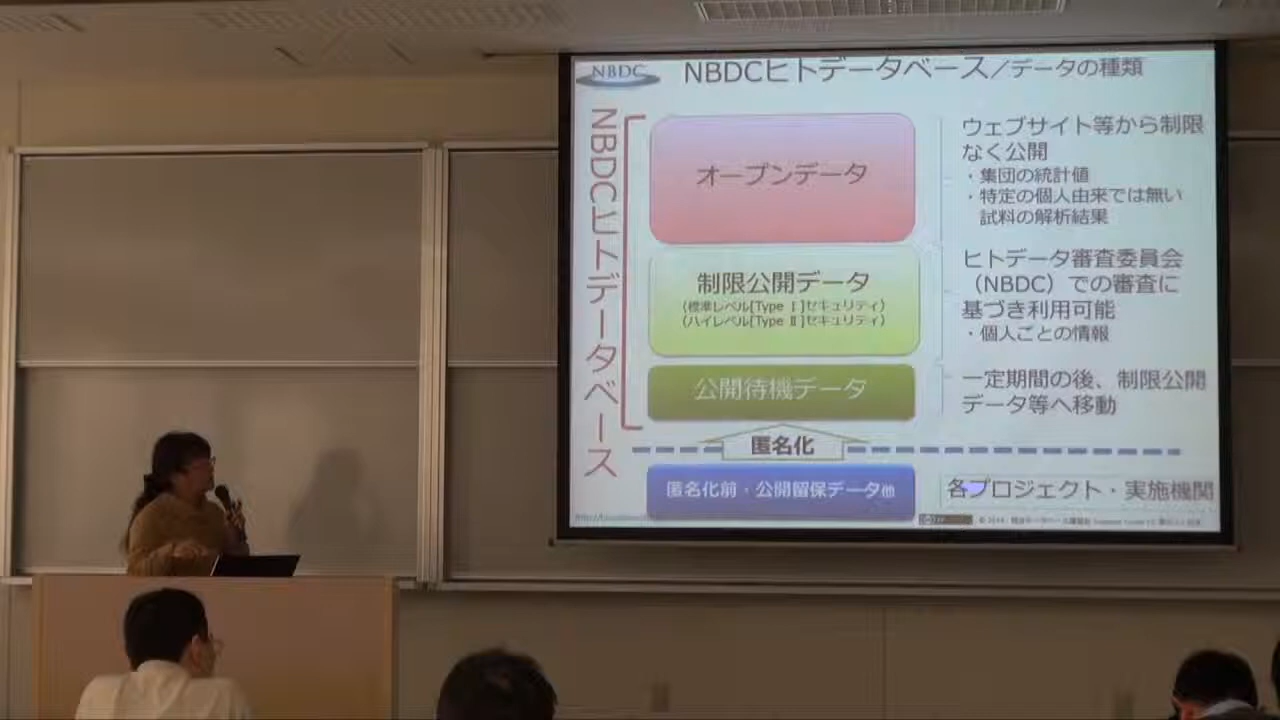 NBDC
NBDCヒトデータベース/データの種類
NBDCヒトデータベース
オープンデータ
ウェブサイト等から制限
なく公開
・集団の統計値
・特定の個人由来では無い
試料の解析結果
制限公開データ
(標準レベル[Type Ⅰ]セキュリティ)
(ハイレベル[Type Ⅱ]セキュリティ)
ヒトデータ審査委員会
(NBDC)での審査に
基づき利用可能
・個人ごとの情報
公開待機データ
一定期間の後、制限公開
データ等へ移動
匿名化
匿名化前・公開留保データ他
各プロジェクト・実施機関